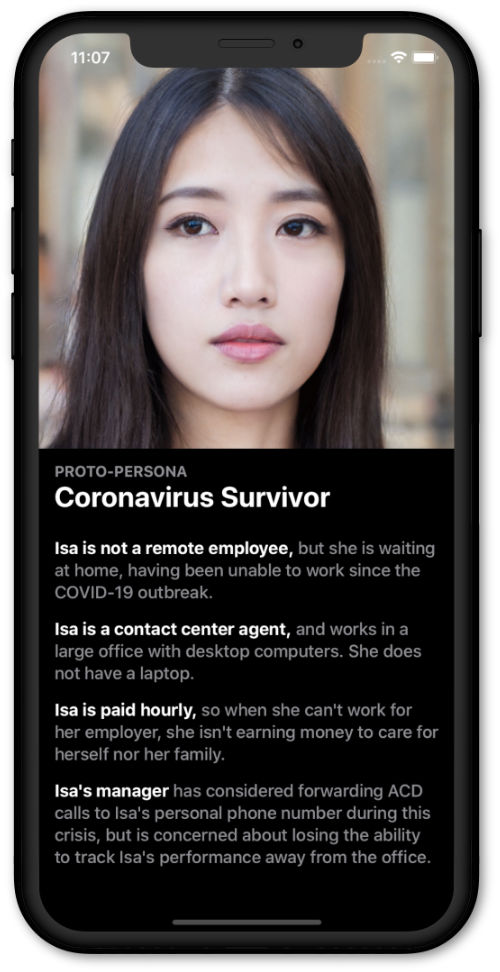 11:07
PROTO-PERSONA
Coronavirus Survivor
Isa is not a remote employee, but she is waiting
at home, having been unable to work since the
COVID-19 outbreak.
Isa is a contact center agent, and works in a
large office with desktop computers. She does
not have a laptop.
Isa is paid hourly, so when she can't work for
her employer, she isn't earning money to care for
herself nor her family.
Isa's manager has considered forwarding ACD
calls to Isa's personal phone number during this
crisis, but is concerned about losing the ability
to track Isa's performance away from the office.